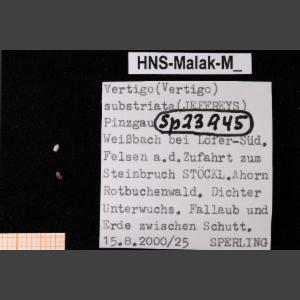 HNS-Malak-M_
Vertigo(Vertigo)
substriata(JEFEREYS)
Pinzgau
Sp23945
Weißbach bei Lofer-Süd.
Felsen a.d.Zufahrt zum
Steinbruch STÖCKL.Ahorn
Rotbuchenwald. Dichter
Unterwuchs. Fallaub und
Erde zwischen Schutt.
15.8.2000/25 SPERLING